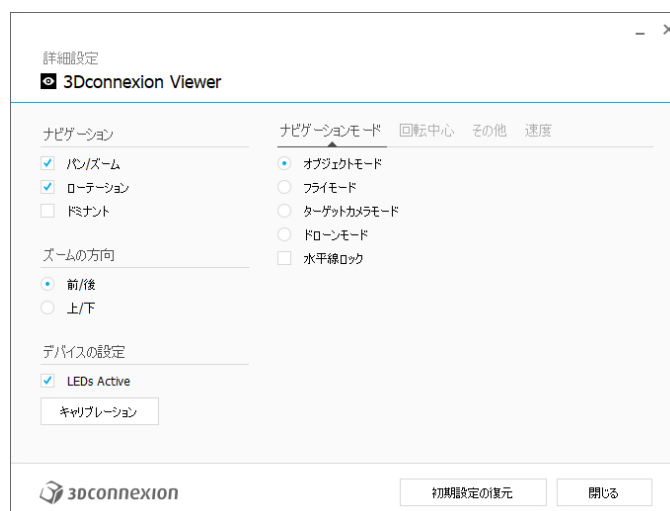 詳細設定
3Dconnexion Viewer
ナビゲーション
パン/ズーム
ローテーション
ドミナント
ズームの方向
前/後
上/下
デバイスの設定
LEDs Active
キャリブレーション
ナビゲーションモード 回転中心 その他 速度
オブジェクトモード
フライモード
ターゲットカメラモード
ドローンモード
水平線ロック
3Dconnexion
初期設定の復元 閉じる